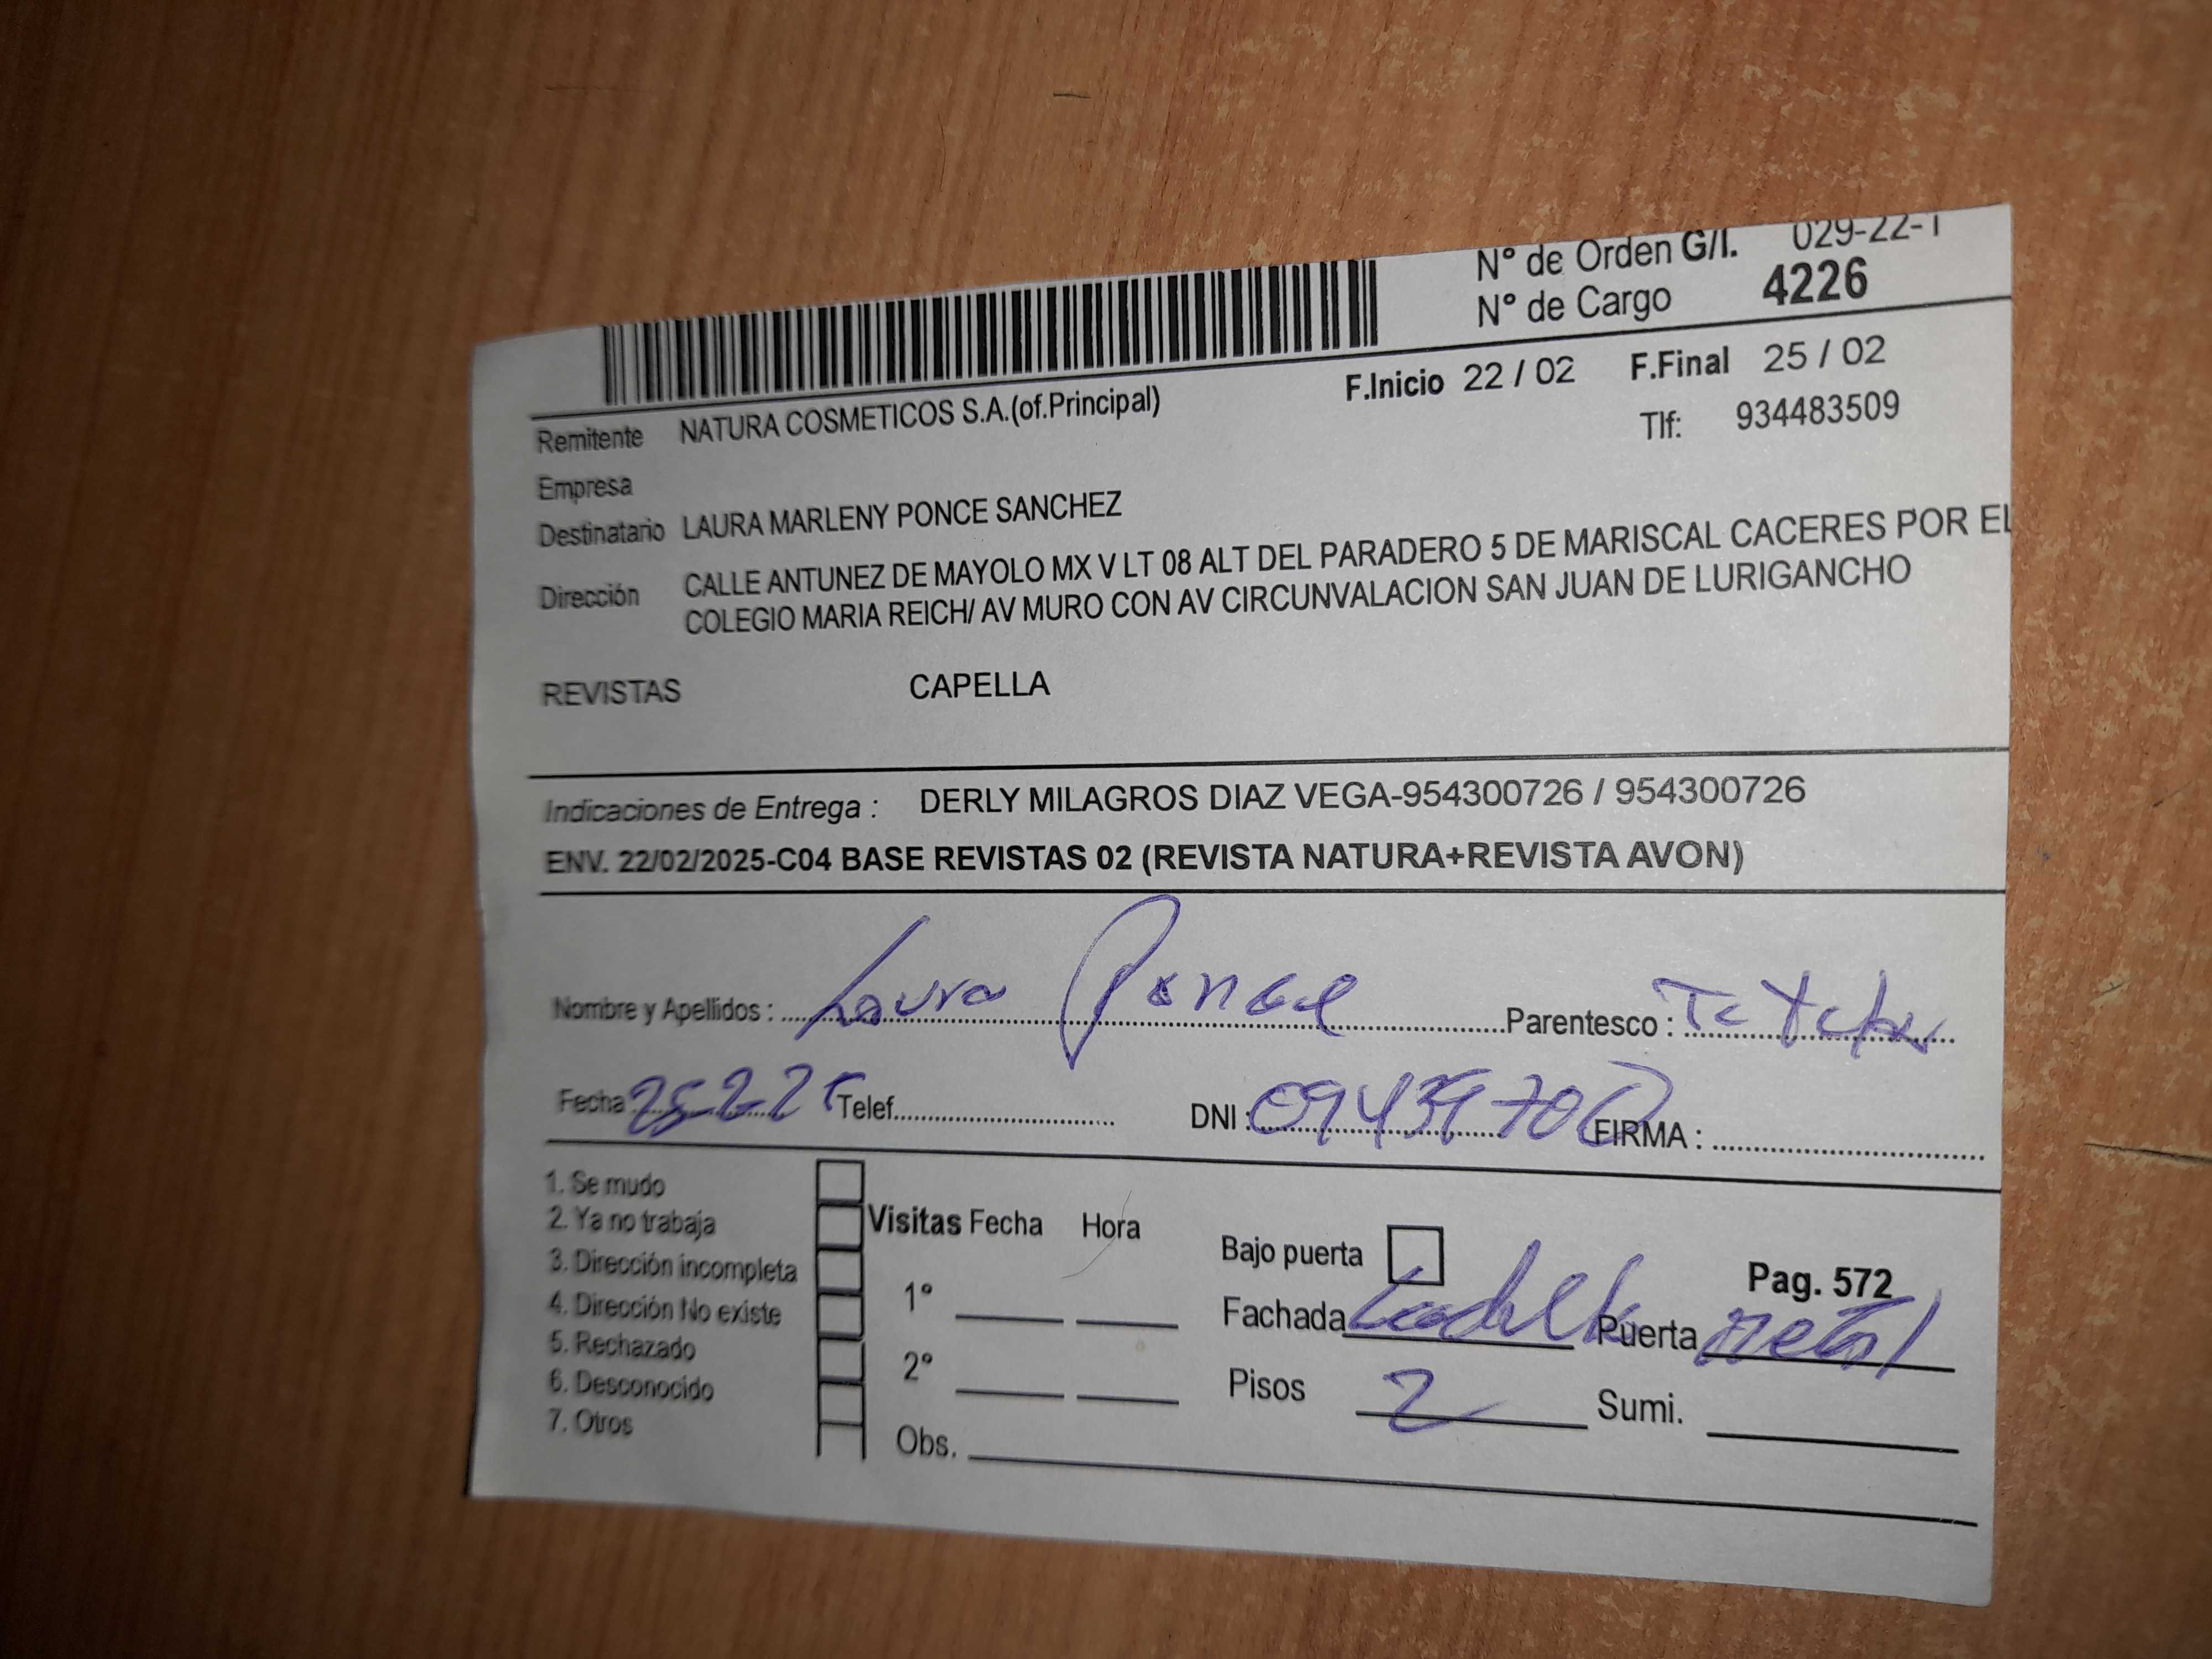 N° de Orden G/I. 029-22-1
N° de Cargo 4226
F.Inicio 22 / 02 F.Final 25 / 02
Remitente NATURA COSMETICOS S.A.(of.Principal) Tlf: 934483509
Empresa
Destinatario LAURA MARLENY PONCE SANCHEZ
Dirección CALLE ANTUNEZ DE MAYOLO MX V LT 08 ALT DEL PARADERO 5 DE MARISCAL CACERES POR EL
COLEGIO MARIA REICH/ AV MURO CON AV CIRCUNVALACION SAN JUAN DE LURIGANCHO
REVISTAS CAPELLA
Indicaciones de Entrega : DERLY MILAGROS DIAZ VEGA-954300726 / 954300726
ENV. 22/02/2025-C04 BASE REVISTAS 02 (REVISTA NATURA+REVISTA AVON)
Nombre y Apellidos : Laura Ponce Parentesco :
Fecha 25-2-25 Telef. DNI : FIRMA :
1. Se mudo
2. Ya no trabaja
3. Dirección incompleta
4. Dirección No existe
5. Rechazado
6. Desconocido
7. Otros
Visitas Fecha Hora
1°
2°
Obs.
Bajo puerta Pag. 572
Fachada Ladrillo Puerta metal
Pisos 2 Sumi.